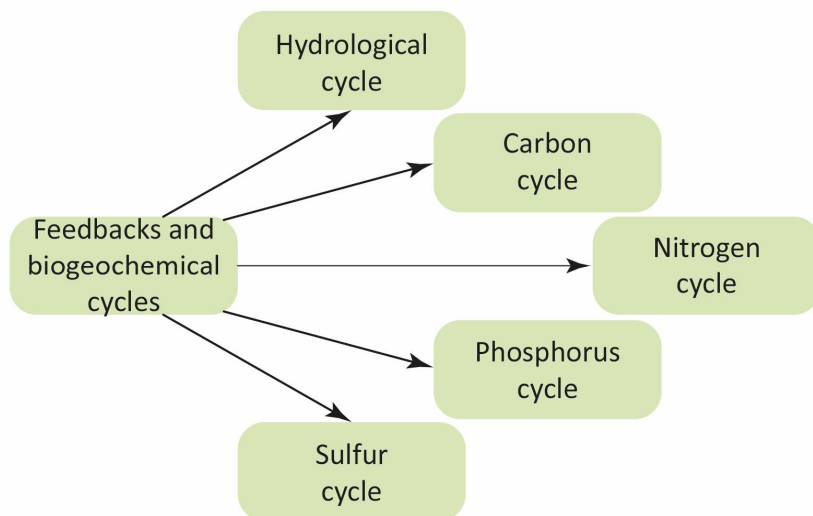 Hydrological
cycle
Carbon
cycle
Feedbacks and
biogeochemical
cycles
Nitrogen
cycle
Phosphorus
cycle
Sulfur
cycle